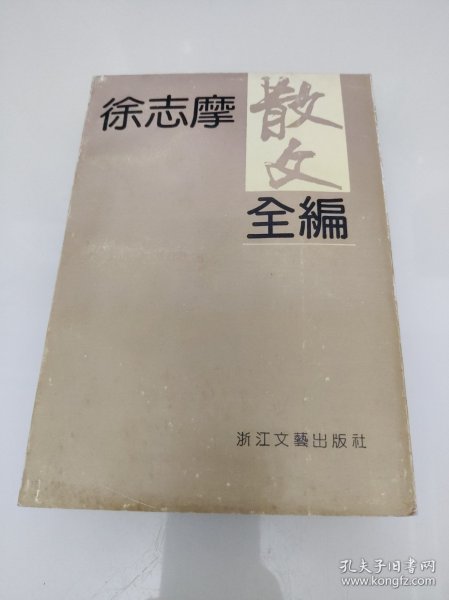 徐志摩
散文
全編
浙江文藝出版社
孔夫子旧书网
www.kongfz.com